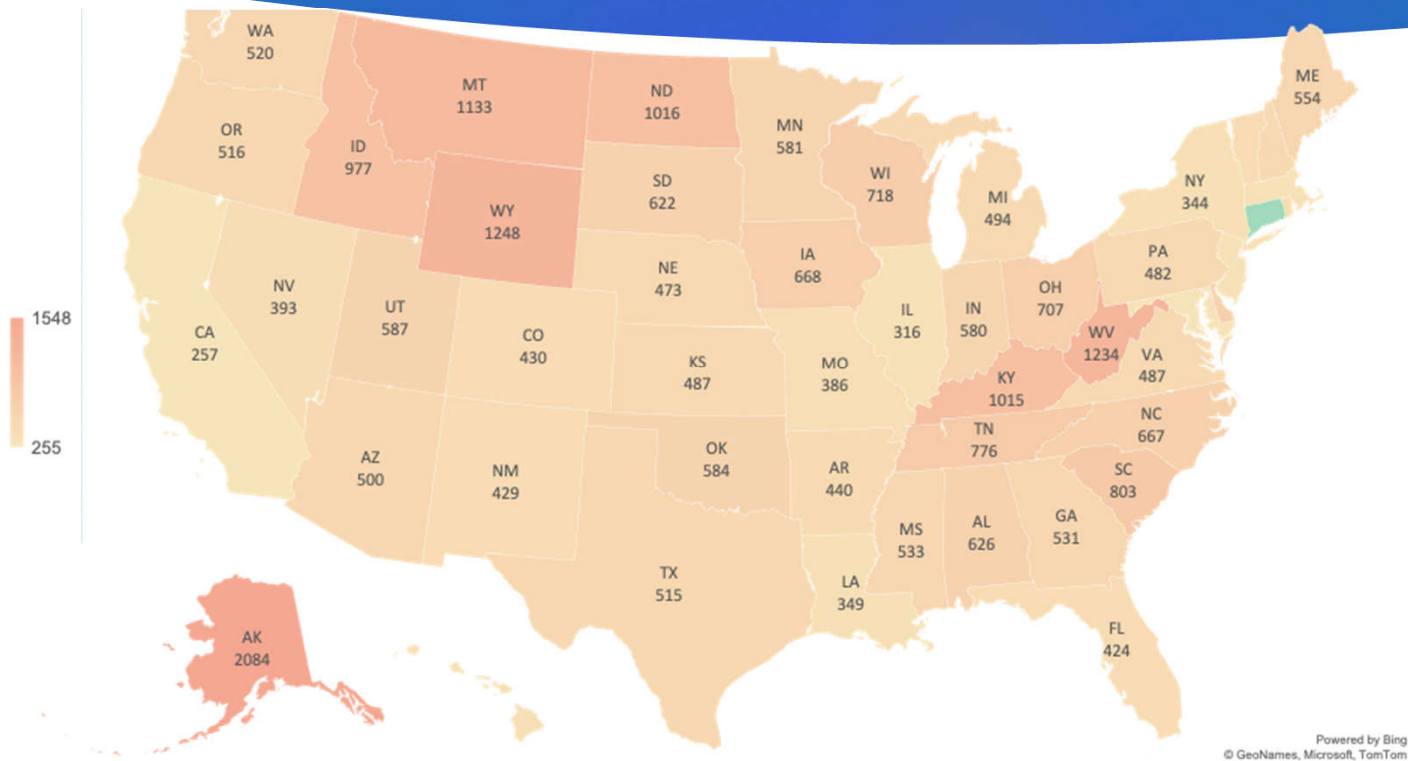 WA
520
MT
1133
ND
1016
MN
581
ME
554
OR
516
ID
977
WI
718
SD
622
NY
344
MI
494
WY
1248
IA
668
PA
482
NE
473
NV
393
OH
707
UT
587
IL
316
IN
580
1548
CA
257
CO
430
WV
1234
VA
487
KS
487
MO
386
KY
1015
NC
667
255
TN
776
OK
584
AZ
500
NM
429
AR
440
SC
803
GA
531
MS
533
AL
626
TX
515
LA
349
FL
424
AK
2084
Powered by Bing
© GeoNames, Microsoft, TomTom